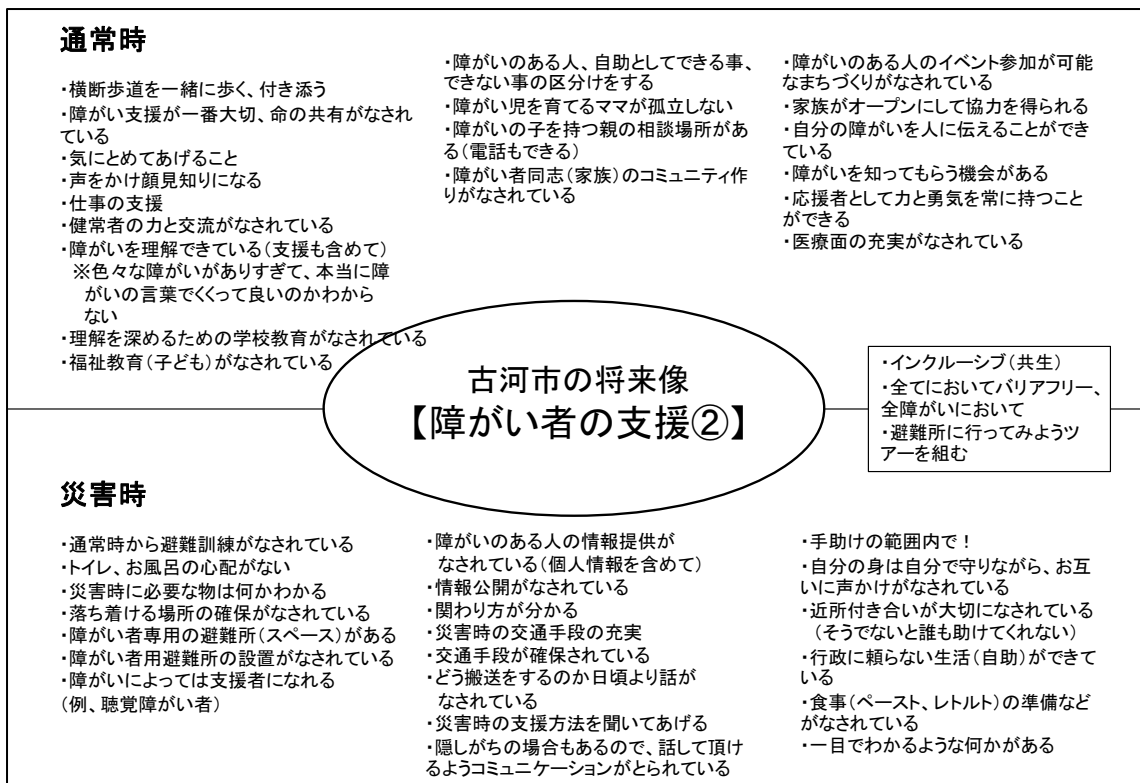 通常時
・横断歩道を一緒に歩く、付き添う
・障がい支援が一番大切、命の共有がなされ
ている
・気にとめてあげること
・声をかけ顔見知りになる
・仕事の支援
・健常者の力と交流がなされている
・障がいを理解できている(支援も含めて)
※色々な障がいがありすぎて、本当に障
がいの言葉でくくって良いのかわから
ない
・理解を深めるための学校教育がなされている
・福祉教育(子ども)がなされている
・障がいのある人、自助としてできる事、
できない事の区分けをする
・障がい児を育てるママが孤立しない
・障がいの子を持つ親の相談場所があ
る(電話もできる)
・障がい者同志(家族)のコミュニティ作
りがなされている
・障がいのある人のイベント参加が可能
なまちづくりがなされている
・家族がオープンにして協力を得られる
・自分の障がいを人に伝えることができ
ている
・障がいを知ってもらう機会がある
・応援者として力と勇気を常に持つこと
ができる
・医療面の充実がなされている
古河市の将来像
【障がい者の支援②】
・インクルーシブ(共生)
・全てにおいてバリアフリー、
全障がいにおいて
・避難所に行ってみようツ
アーを組む
災害時
・通常時から避難訓練がなされている
・トイレ、お風呂の心配がない
・災害時に必要な物は何かわかる
・落ち着ける場所の確保がなされている
・障がい者専用の避難所(スペース)がある
・障がい者用避難所の設置がなされている
・障がいによっては支援者になれる
(例、聴覚障がい者)
・障がいのある人の情報提供が
なされている(個人情報を含めて)
・情報公開がなされている
・関わり方が分かる
・災害時の交通手段の充実
・交通手段が確保されている
・どう搬送をするのか日頃より話が
なされている
・災害時の支援方法を聞いてあげる
・隠しがちの場合もあるので、話して頂け
るようコミュニケーションがとられている
・手助けの範囲内で！
・自分の身は自分で守りながら、お互
いに声かけがなされている
・近所付き合いが大切になされている
(そうでないと誰も助けてくれない)
・行政に頼らない生活(自助)ができて
いる
・食事(ペースト、レトルト)の準備など
がなされている
・一目でわかるような何かがある